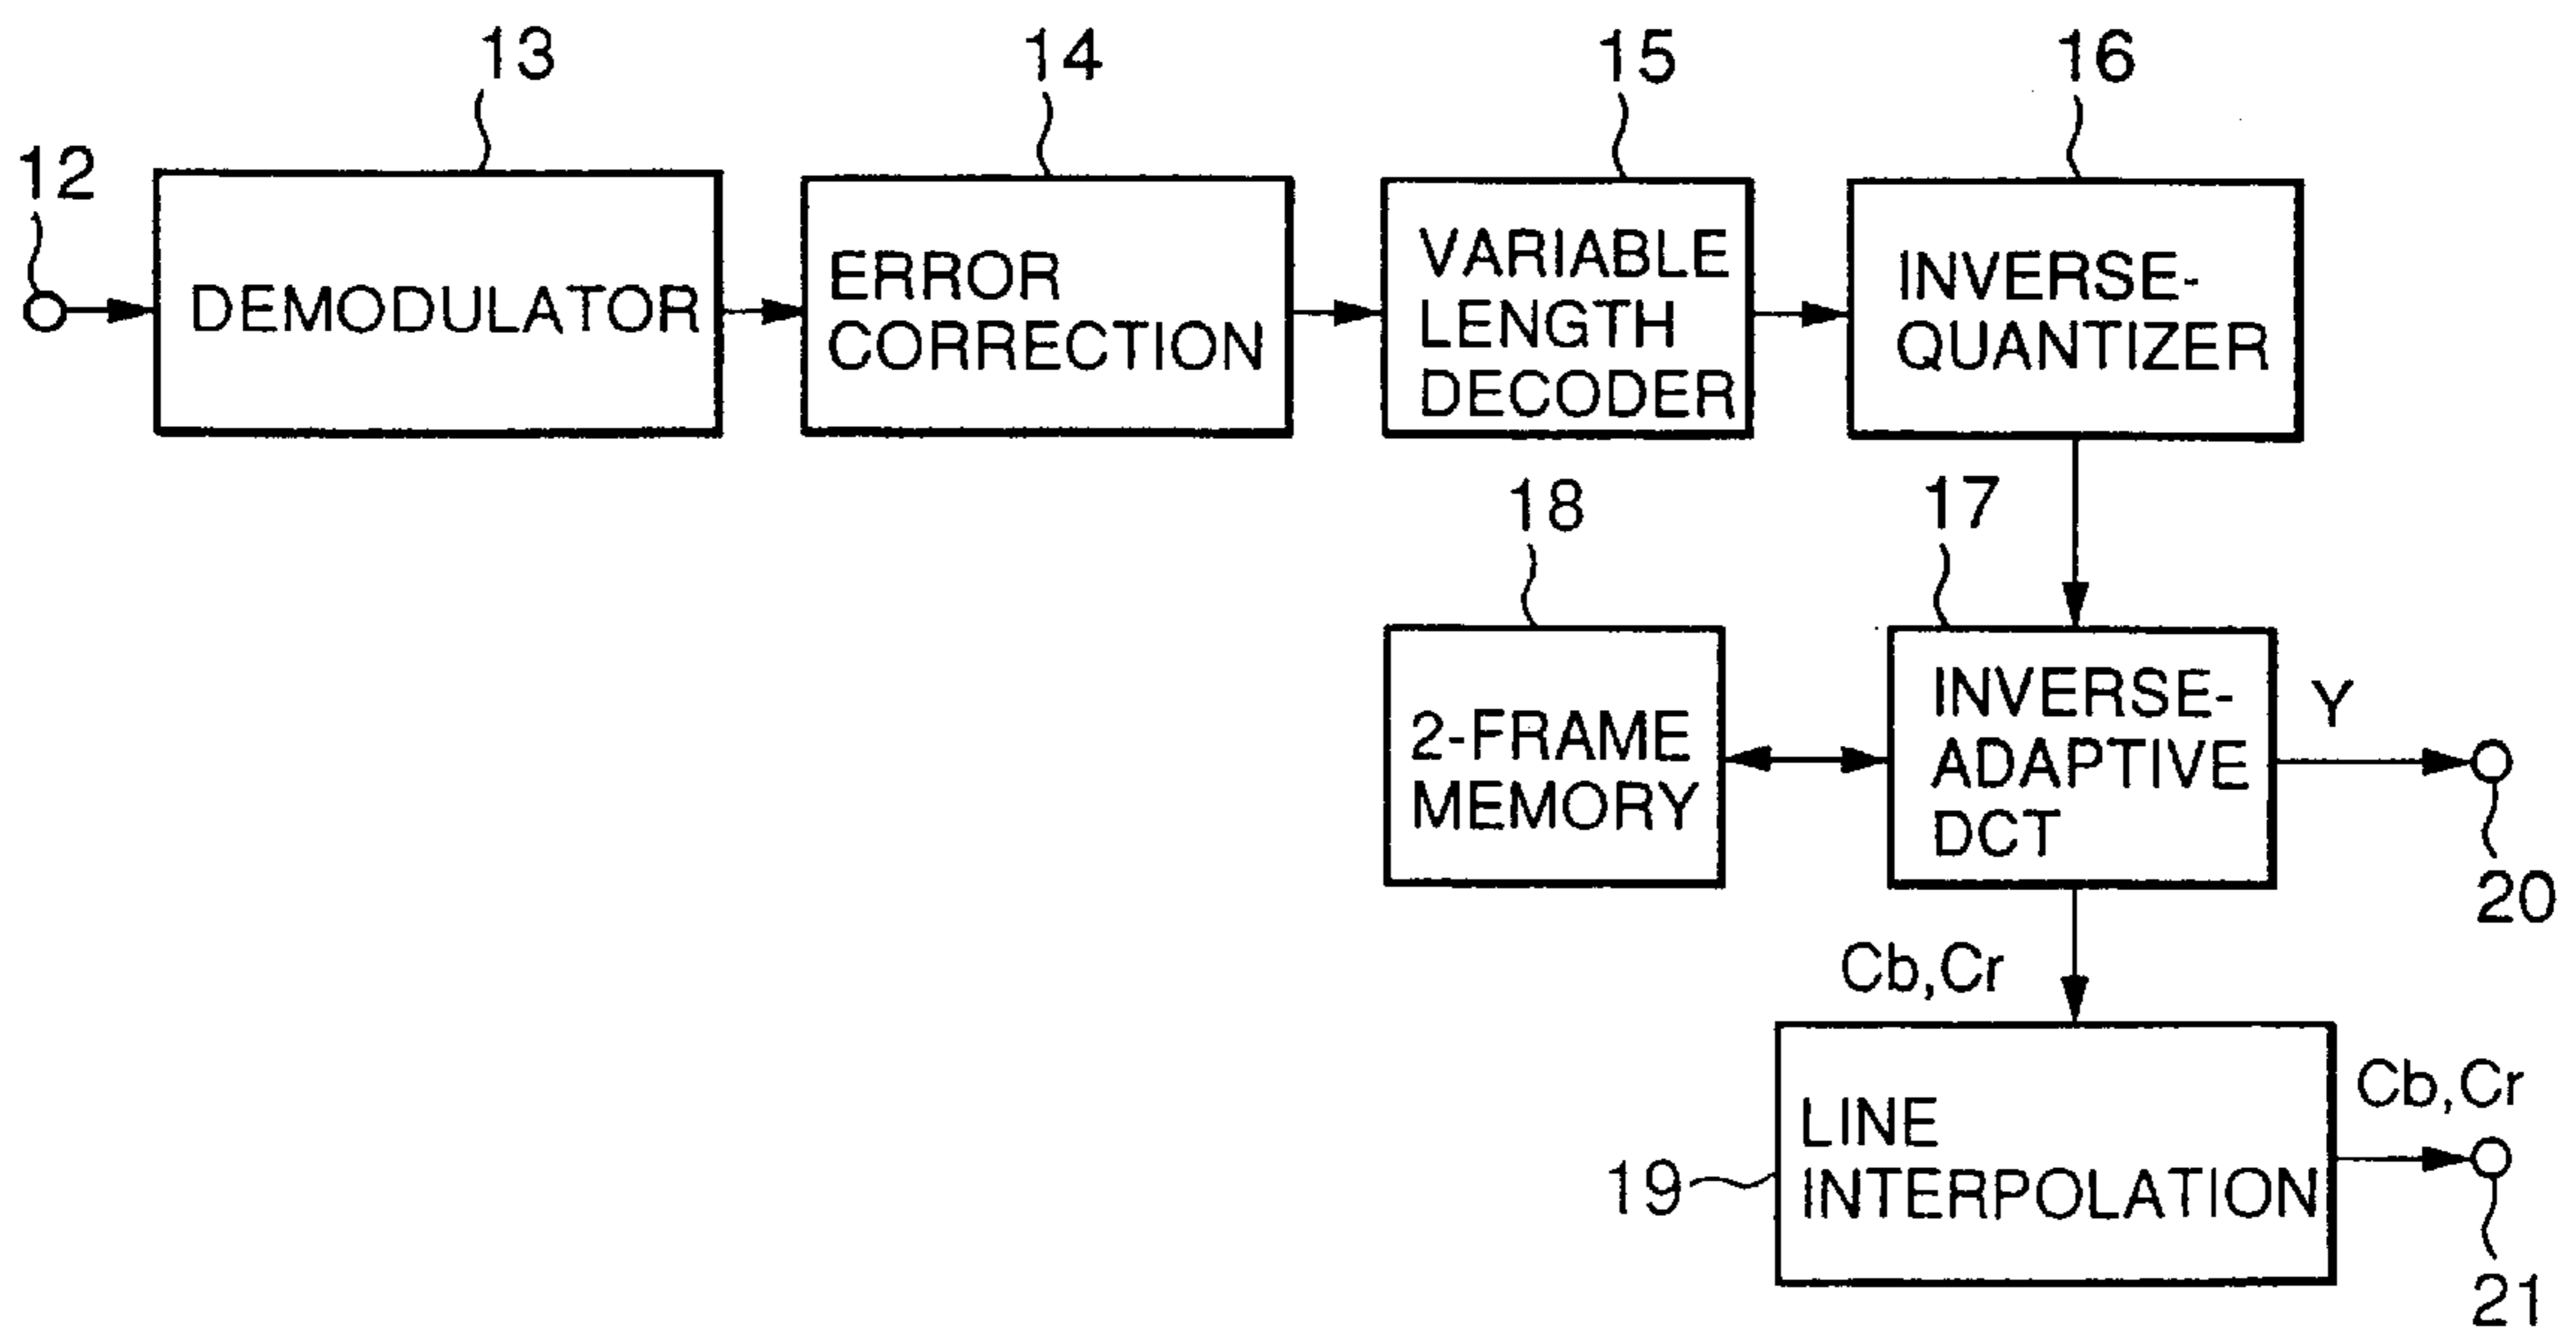 13
14
15
16
12
DEMODULATOR
ERROR
CORRECTION
VARIABLE
LENGTH
DECODER
INVERSE-
QUANTIZER
18
17
2-FRAME
MEMORY
INVERSE-
ADAPTIVE
DCT
Y
20
Cb,Cr
LINE
INTERPOLATION
Cb,Cr
19
21